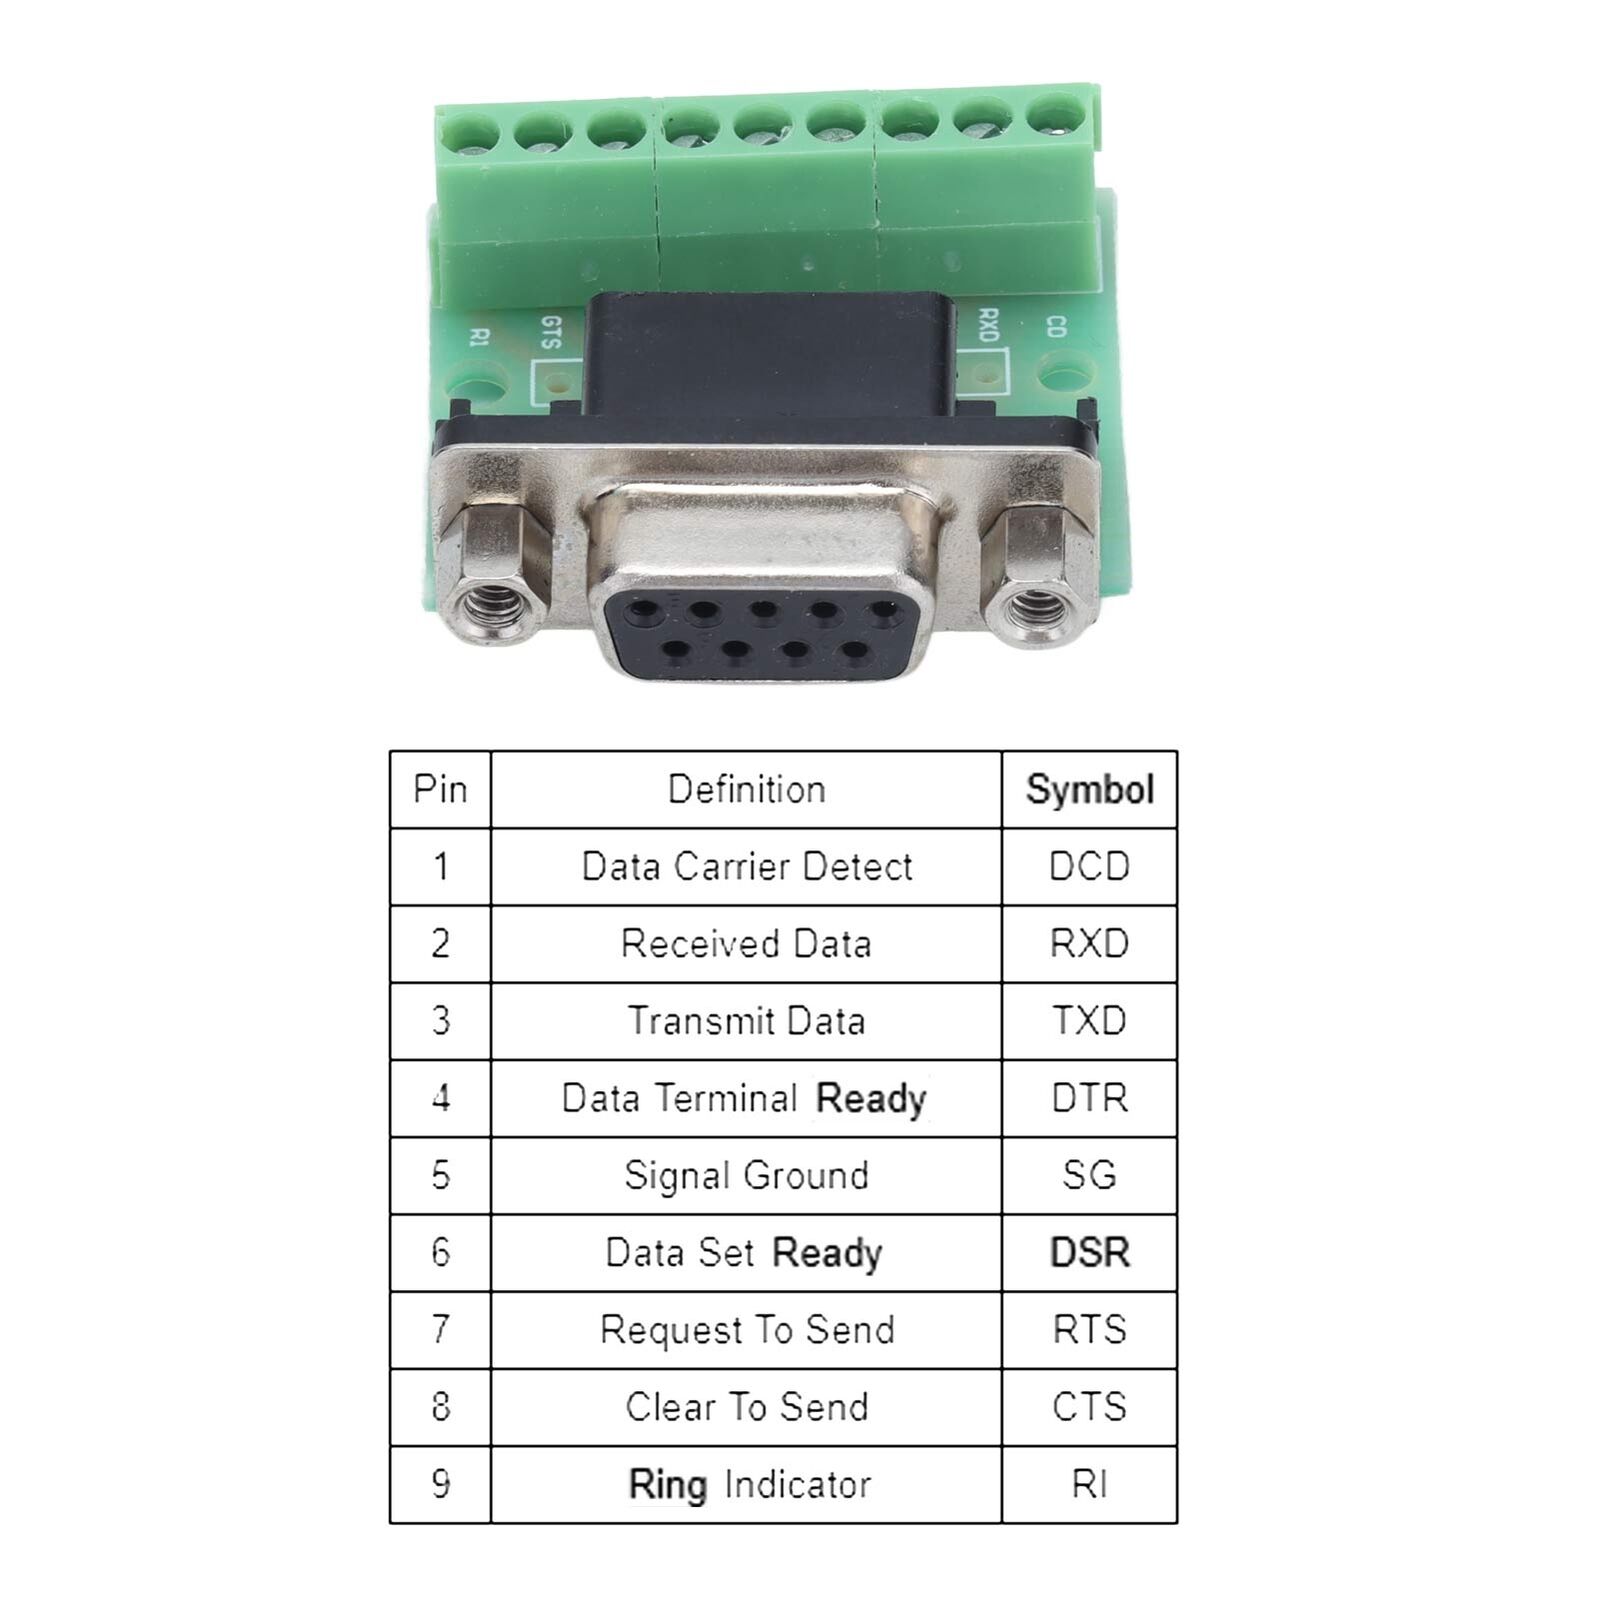 R1
GTS
RXD
CD
Pin Definition Symbol
1 Data Carrier Detect DCD
2 Received Data RXD
3 Transmit Data TXD
4 Data Terminal Ready DTR
5 Signal Ground SG
6 Data Set Ready DSR
7 Request To Send RTS
8 Clear To Send CTS
9 Ring Indicator RI